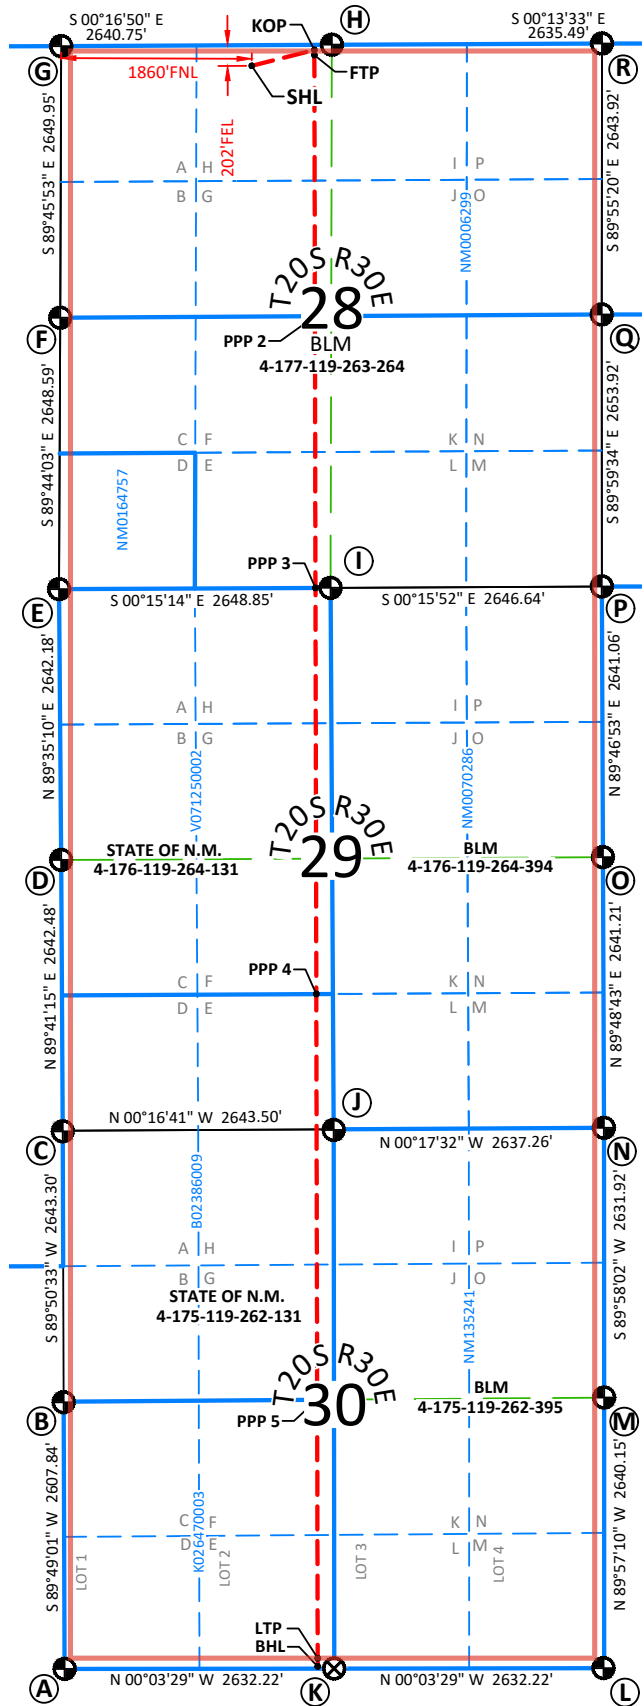 S 00°16'50" E
2640.75'
KOP
H
S 00°13'33" E
2635.49'
G
R
1860'FNL
FTP
SHL
202'FEL
S 89°45'53" E 2649.95'
S 89°55'20" E 2643.92'
A H
B G
I P
J O
NM0006299
T20S R30E
28
F
Q
PPP 2
BLM
4-177-119-263-264
S 89°44'03" E 2648.59'
S 89°59'34" E 2653.92'
C F
D E
K N
L M
NM0164757
PPP 3
I
E
P
S 00°15'14" E 2648.85'
S 00°15'52" E 2646.64'
N 89°35'10" E 2642.18'
N 89°46'53" E 2641.06'
A H
B G
I P
J O
V071250002
NM0070286
T20S R30E
29
STATE OF N.M.
4-176-119-264-131
BLM
4-176-119-264-394
D
O
N 89°41'15" E 2642.48'
N 89°48'43" E 2641.21'
PPP 4
C F
D E
K N
L M
J
N 00°16'41" W 2643.50'
N 00°17'32" W 2637.26'
C
N
S 89°50'33" W 2643.30'
S 89°58'02" W 2631.92'
B02386009
A H
B G
I P
J O
NM135241
STATE OF N.M.
4-175-119-262-131
T20S R30E
30
BLM
4-175-119-262-395
B
M
PPP 5
S 89°49'01" W 2607.84'
N 89°57'10" W 2640.15'
K026470003
C F
D E
K N
L M
LOT 1
LOT 2
LOT 3
LOT 4
LTP
BHL
A
K
L
N 00°03'29" W 2632.22'
N 00°03'29" W 2632.22'